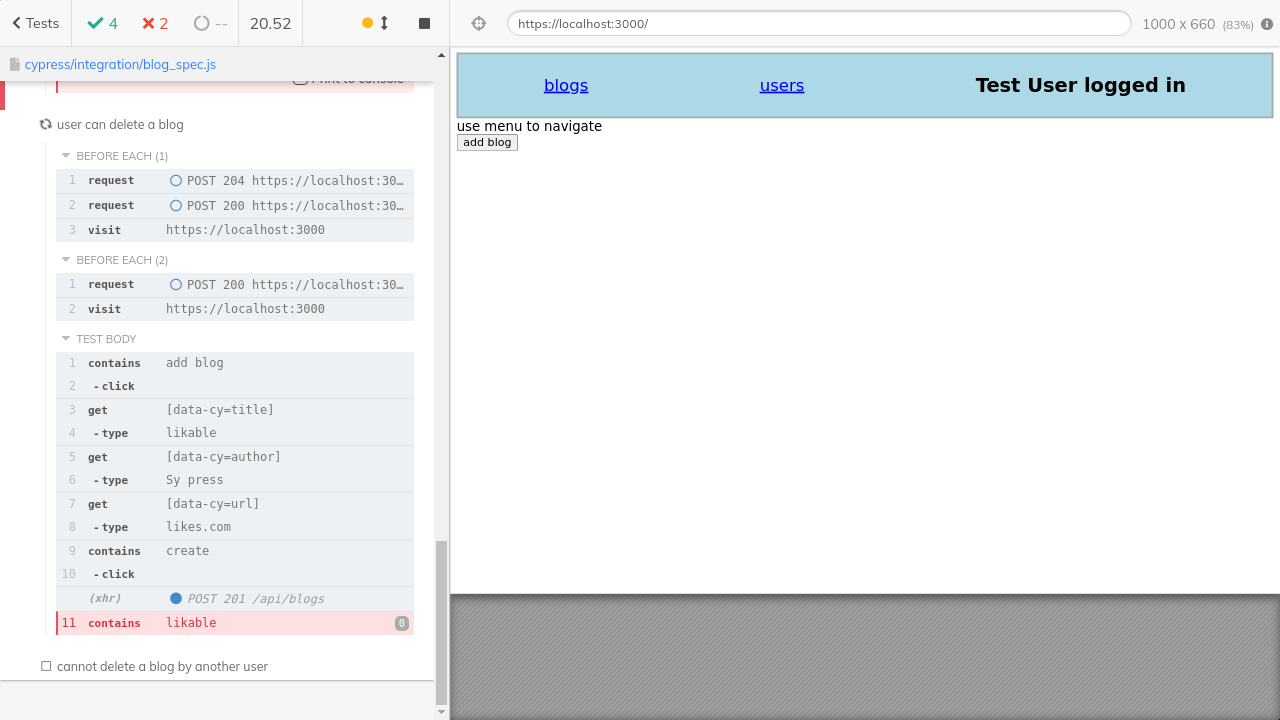 Tests 4 2 -- 20.52
cypress/integration/blog_spec.js
Print to console
user can delete a blog
BEFORE EACH (1)
1 request POST 204 https://localhost:30…
2 request POST 200 https://localhost:30…
3 visit https://localhost:3000
BEFORE EACH (2)
1 request POST 200 https://localhost:30…
2 visit https://localhost:3000
TEST BODY
1 contains add blog
2 -click
3 get [data-cy=title]
4 -type likable
5 get [data-cy=author]
6 -type Sy press
7 get [data-cy=url]
8 -type likes.com
9 contains create
10 -click
(xhr) POST 201 /api/blogs
11 contains likable 0
cannot delete a blog by another user
https://localhost:3000/ 1000 x 660 (83%)
blogs users Test User logged in
use menu to navigate
add blog